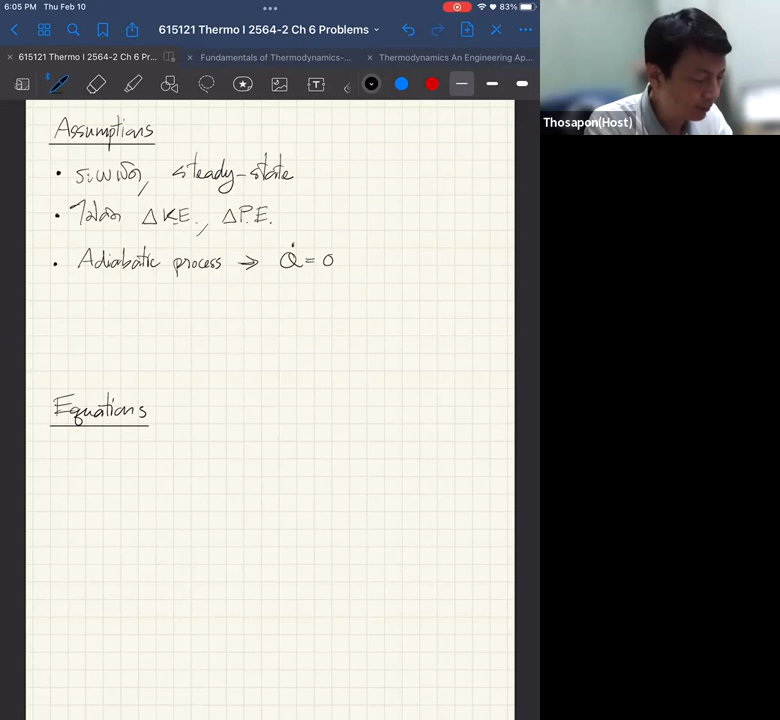 6:05 PM Thu Feb 10
83%
615121 Thermo I 2564-2 Ch 6 Problems
615121 Thermo I 2564-2 Ch 6 Pr...
Fundamentals of Thermodynamics-...
Thermodynamics An Engineering Ap...
Thosapon(Host)
Assumptions
• ระบบเปิด, steady-state
• ไม่คิด ΔK.E., ΔP.E.
• Adiabatic process → Q̇ = 0
Equations